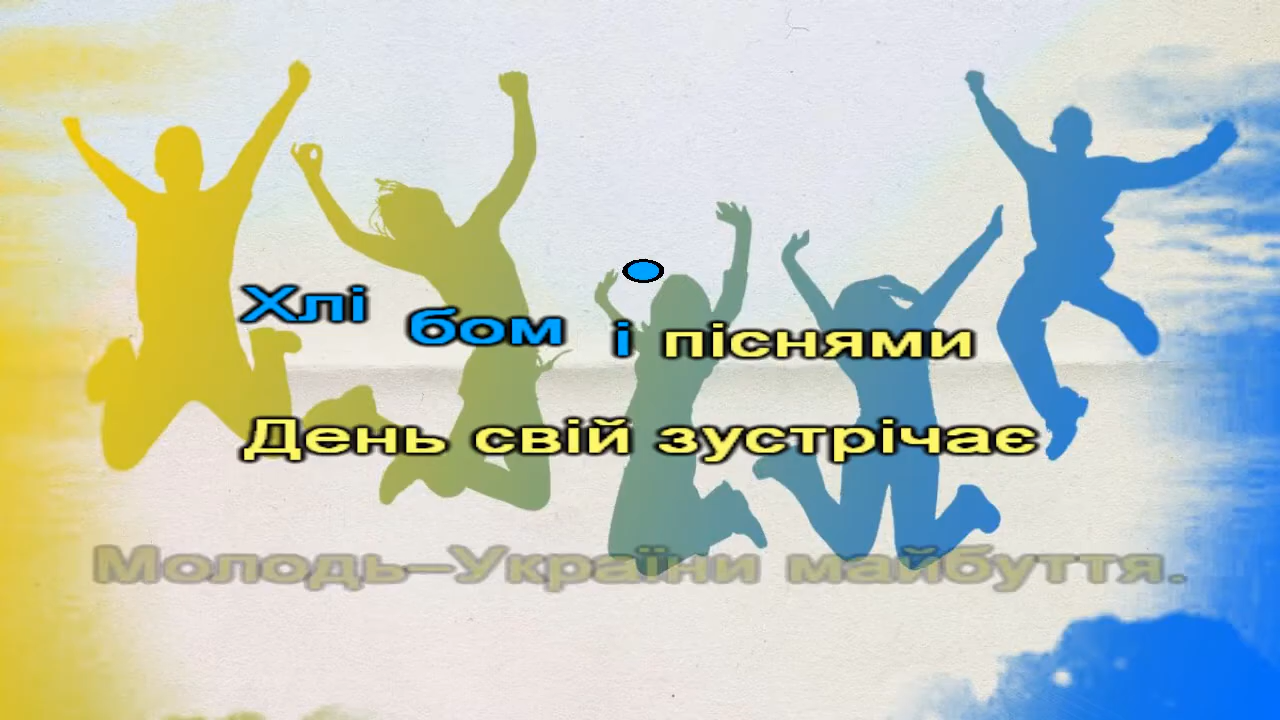 Хлі бом і піснями
День свій зустрічає
Молодь–України майбуття.